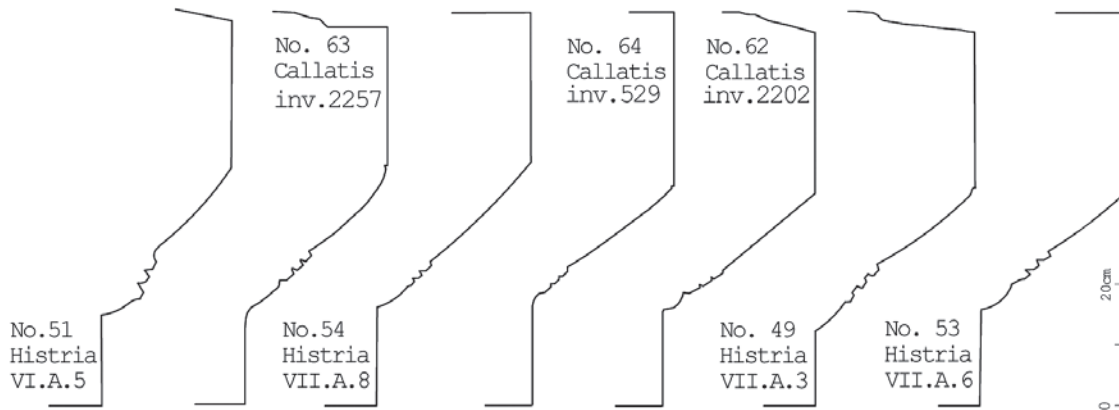 No. 63
Callatis
inv.2257
No. 64
Callatis
inv.529
No.62
Callatis
inv.2202
No.51
Histria
VI.A.5
No.54
Histria
VII.A.8
No. 49
Histria
VII.A.3
No. 53
Histria
VII.A.6
20cm
0